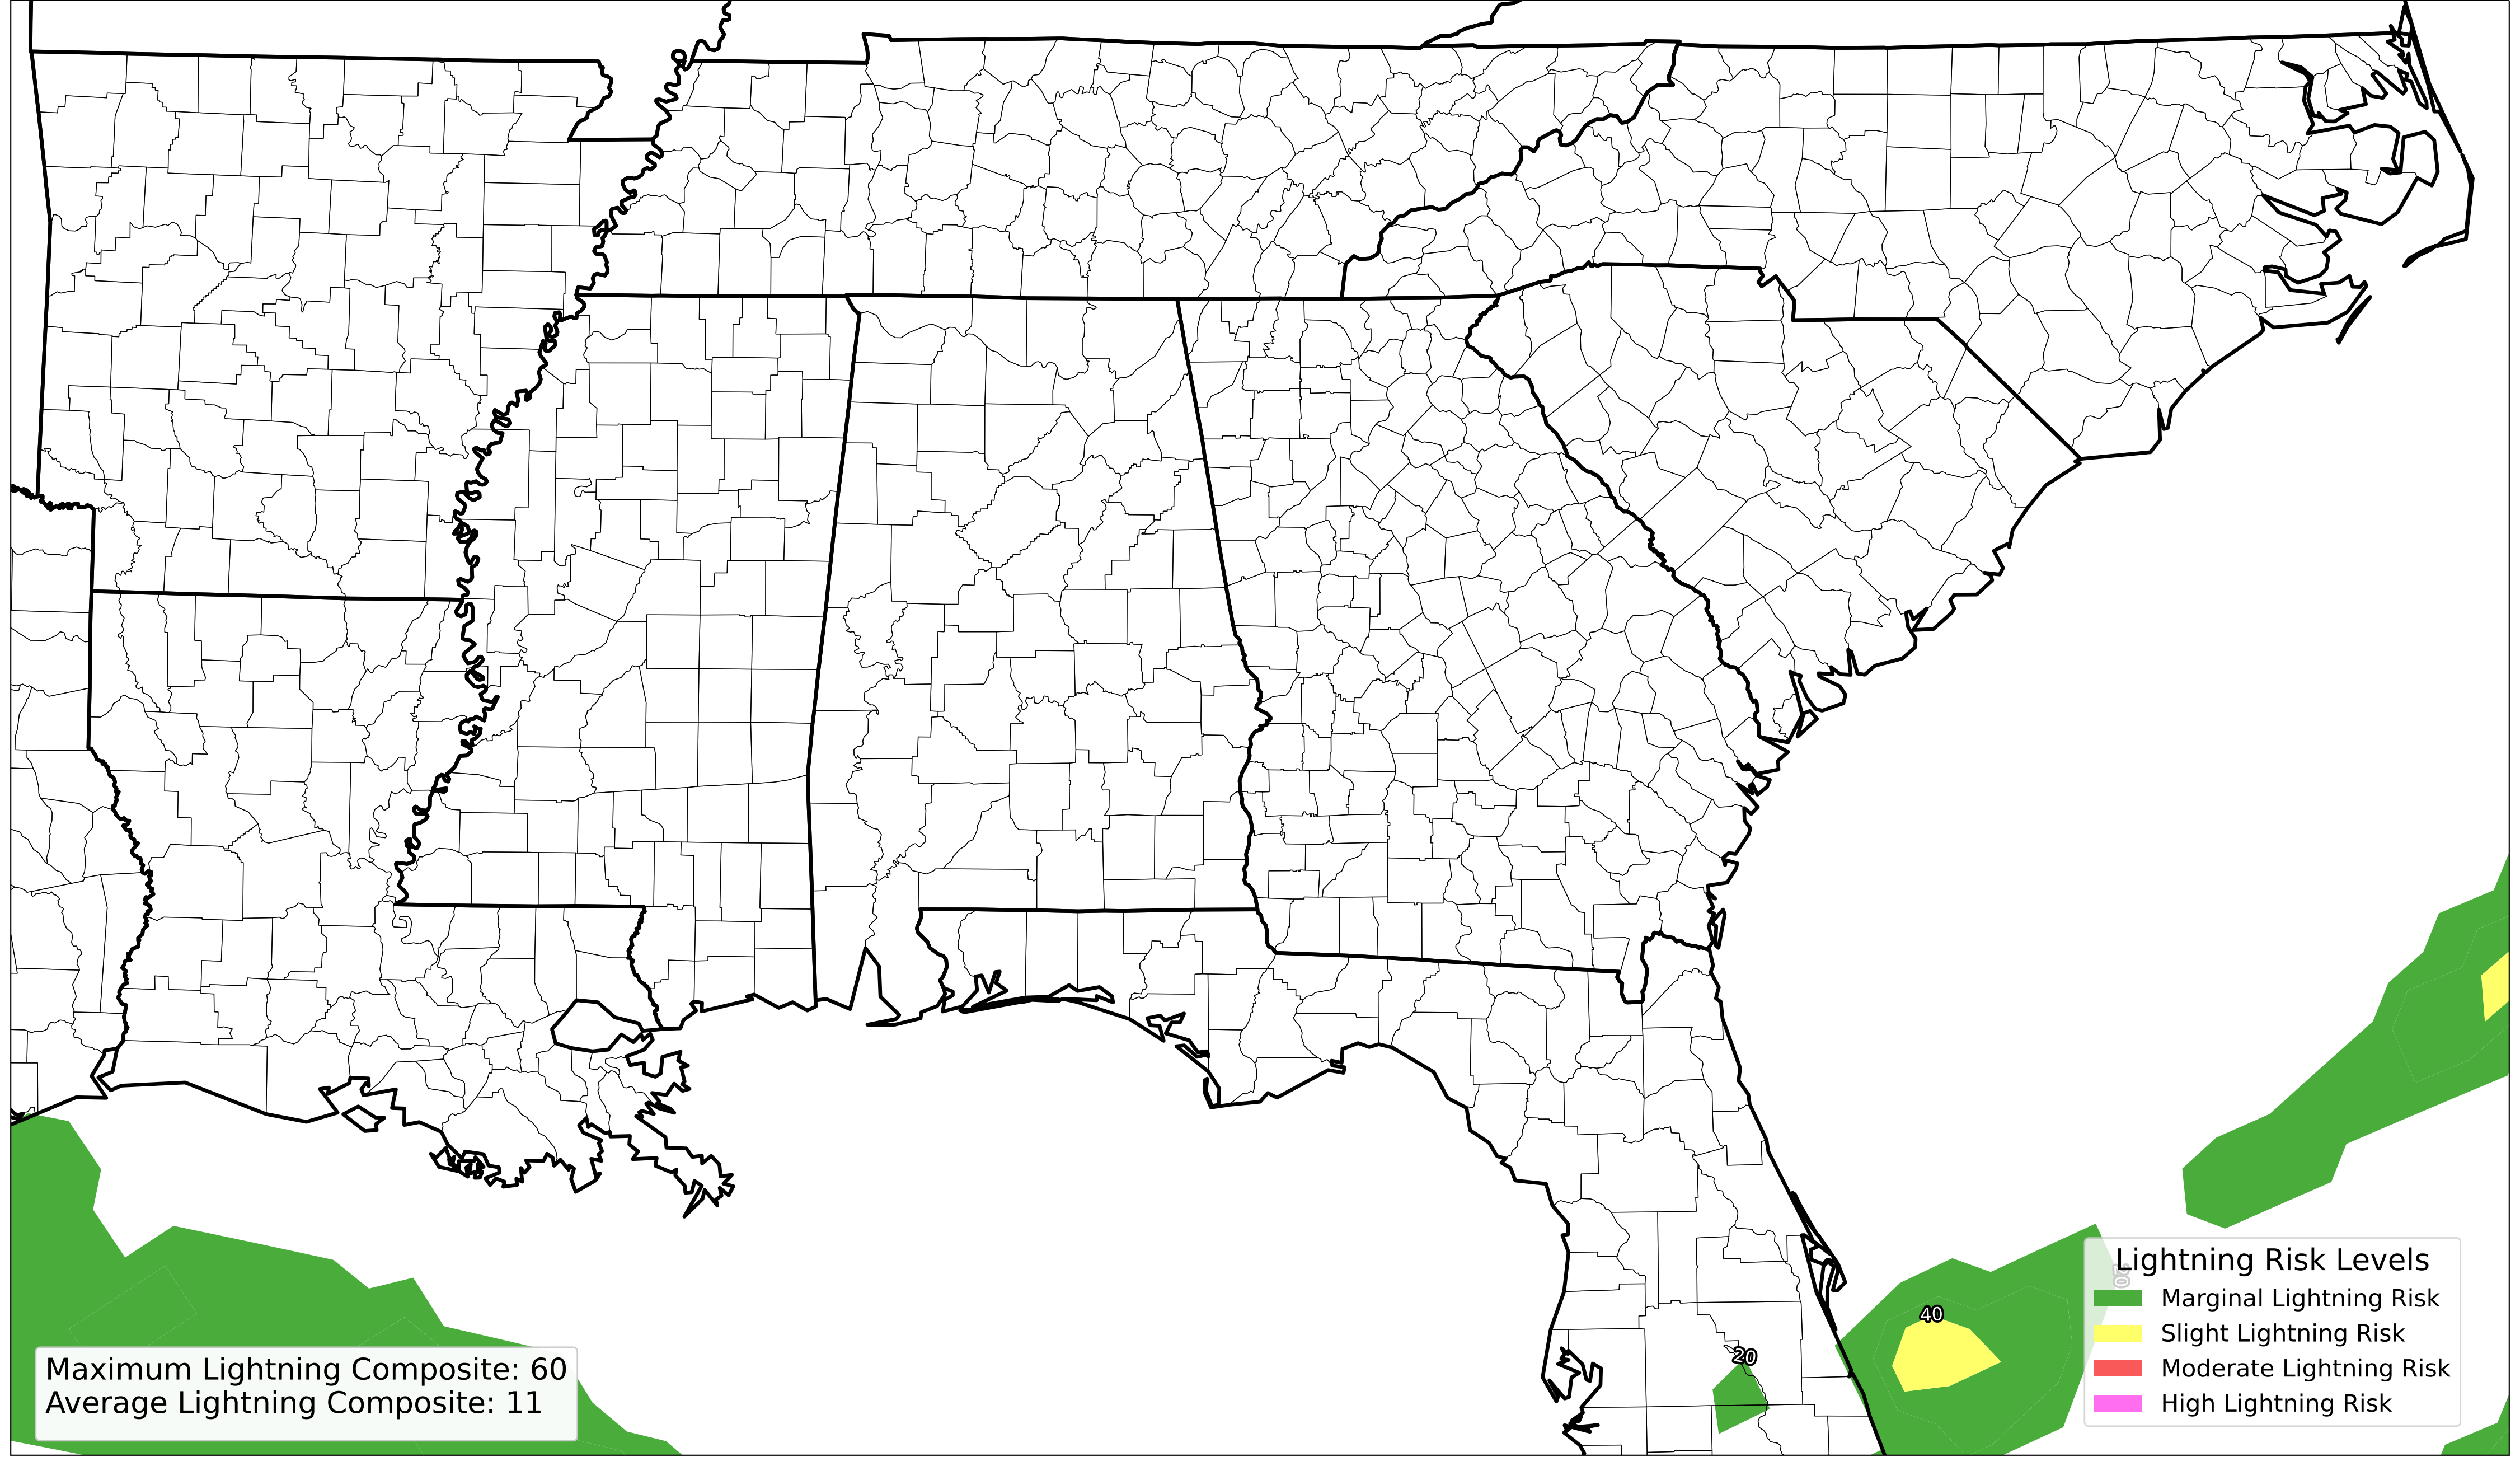 Lightning Risk Levels
Marginal Lightning Risk
40
Slight Lightning Risk
20
Moderate Lightning Risk
Maximum Lightning Composite: 60
High Lightning Risk
Average Lightning Composite: 11